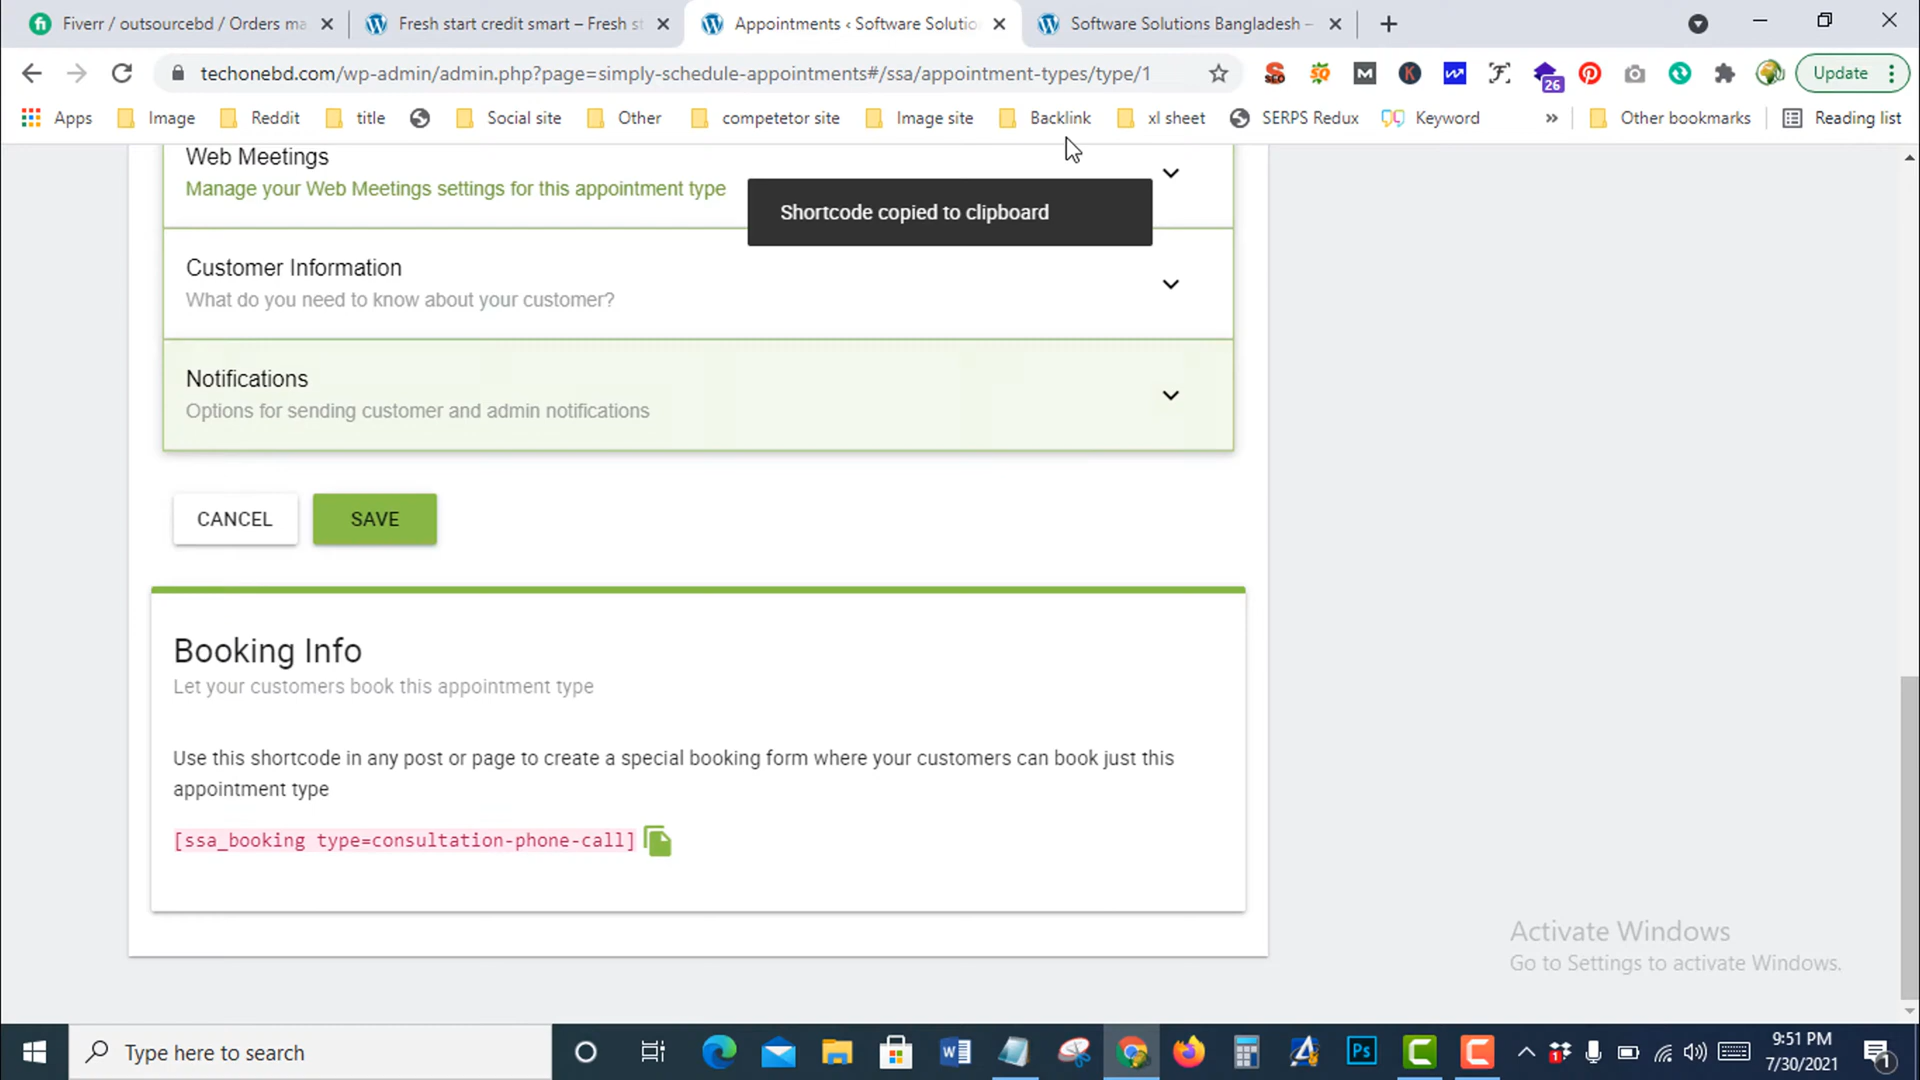 Fiverr / outsourcebd / Orders ma
Fresh start credit smart – Fresh st
Appointments ‹ Software Solutio
Software Solutions Bangladesh –
techonebd.com/wp-admin/admin.php?page=simply-schedule-appointments#/ssa/appointment-types/type/1
26
Update
Apps
Image
Reddit
title
Social site
Other
competetor site
Image site
Backlink
xl sheet
SERPS Redux
Keyword
»
Other bookmarks
Reading list
Web Meetings
Manage your Web Meetings settings for this appointment type
Shortcode copied to clipboard
Customer Information
What do you need to know about your customer?
Notifications
Options for sending customer and admin notifications
CANCEL
SAVE
Booking Info
Let your customers book this appointment type
Use this shortcode in any post or page to create a special booking form where your customers can book just this
appointment type
[ssa_booking type=consultation-phone-call]
Activate Windows
Go to Settings to activate Windows.
Type here to search
9:51 PM
7/30/2021
1